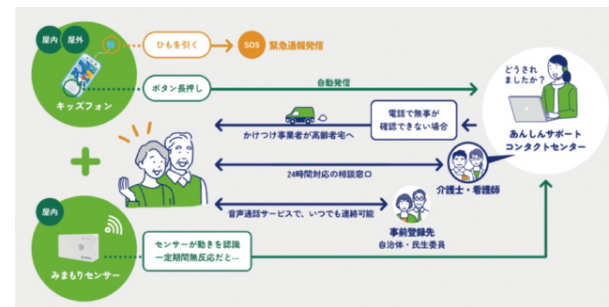 屋内
屋外
キッズフォン
ひもを引く
SOS
緊急通報発信
ボタン長押し
自動発信
どうされ
ましたか?
あんしんサポート
コンタクトセンター
電話で無事が
確認できない場合
かけつけ事業者が高齢者宅へ
24時間対応の相談窓口
介護士・看護師
音声通話サービスで、いつでも連絡可能
事前登録先
自治体・民生委員
屋内
みまもりセンサー
センサーが動きを認識
一定期間無反応だと…